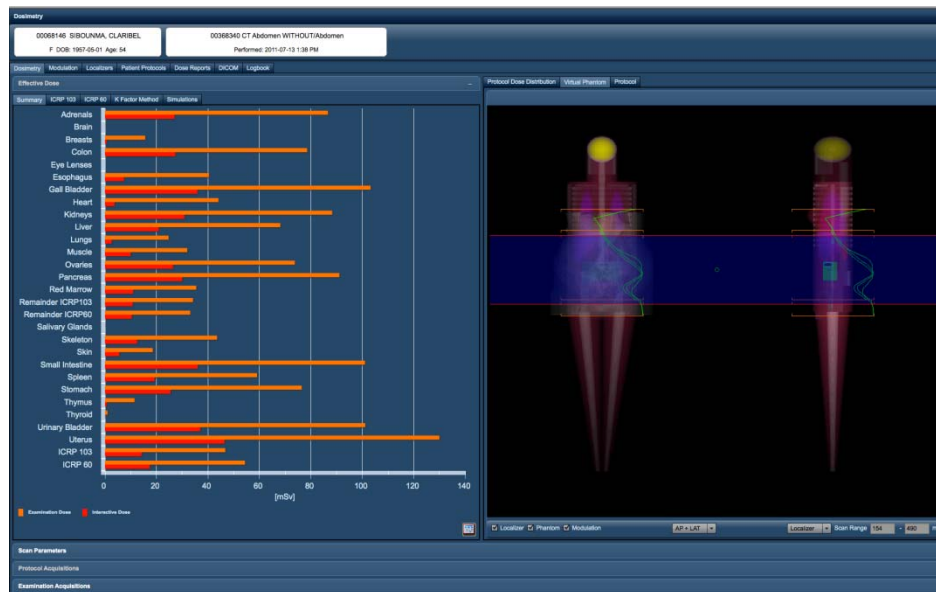 Dosimetry
00068146 SIBOUNMA, CLARIBEL
F DOB: 1957-05-01 Age: 54
00368340 CT Abdomen WITHOUT/Abdomen
Performed: 2011-07-13 1:38 PM
Dosimetry Modulation Localizers Patient Protocols Dose Reports DICOM Logbook
Effective Dose
Summary ICRP 103 ICRP 60 K Factor Method Simulations
Adrenals
Brain
Breasts
Colon
Eye Lenses
Esophagus
Gall Bladder
Heart
Kidneys
Liver
Lungs
Muscle
Ovaries
Pancreas
Red Marrow
Remainder ICRP103
Remainder ICRP60
Salivary Glands
Skeleton
Skin
Small Intestine
Spleen
Stomach
Thymus
Thyroid
Urinary Bladder
Uterus
ICRP 103
ICRP 60
0 20 40 60 80 100 120 140
[mSv]
Examination Dose Interactive Dose
Protocol Dose Distribution Virtual Phantom Protocol
Localizer Phantom Modulation AP + LAT Localizer Scan Range 154 - 490
Scan Parameters
Protocol Acquisitions
Examination Acquisitions